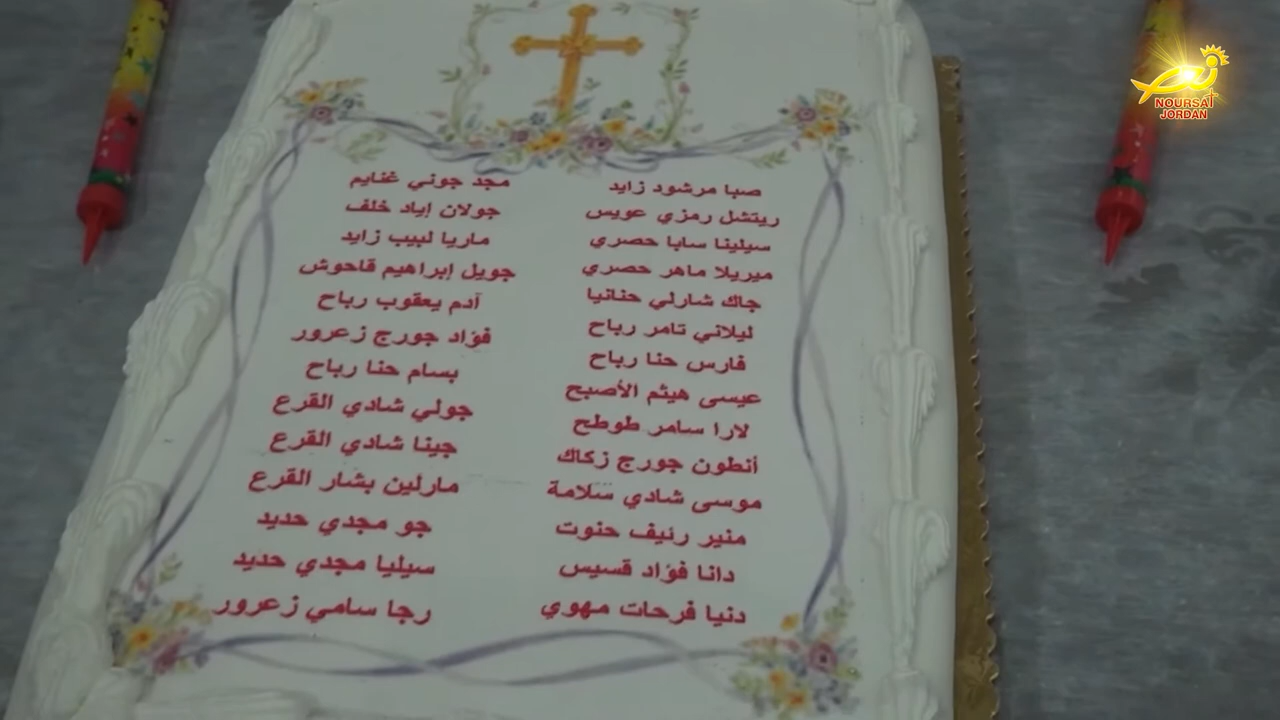 صبا مرشود زايد
ريتشل رمزي عويس
سيلينا سابا حصري
ميريلا ماهر حصري
جاك شارلي حنانيا
ليلاني تامر رباح
فارس حنا رباح
عيسى هيثم الأصبح
لارا سامر طوطح
أنطون جورج زكاك
موسى شادي سلامة
منير رئيف حنوت
دانا فؤاد قسيس
دنيا فرحات مهوي
مجد جوني غنايم
جولان إياد خلف
ماريا لبيب زايد
جويل إبراهيم قاحوش
آدم يعقوب رباح
فؤاد جورج زعرور
بسام حنا رباح
جولي شادي القرع
جينا شادي القرع
مارلين بشار القرع
جو مجدي حديد
سيليا مجدي حديد
رجا سامي زعرور
NOURSAT
JORDAN